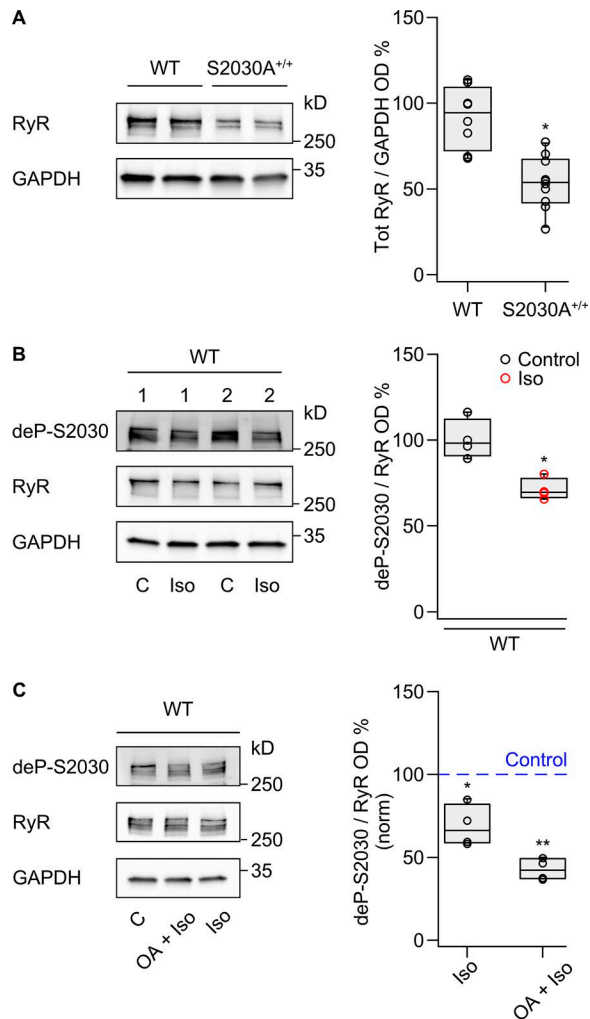 A
WT S2030A+/+
kD
RyR
250
GAPDH
35
Tot RyR / GAPDH OD %
150
100
50
0
*
WT S2030A+/+
B
WT
1 1 2 2
kD
deP-S2030
250
RyR
250
GAPDH
35
C Iso C Iso
deP-S2030 / RyR OD %
150
100
50
0
Control
Iso
*
WT
C
WT
kD
deP-S2030
250
RyR
250
GAPDH
35
C
OA + Iso
Iso
deP-S2030 / RyR OD %
(norm)
150
100
50
0
Control
*
**
Iso
OA + Iso